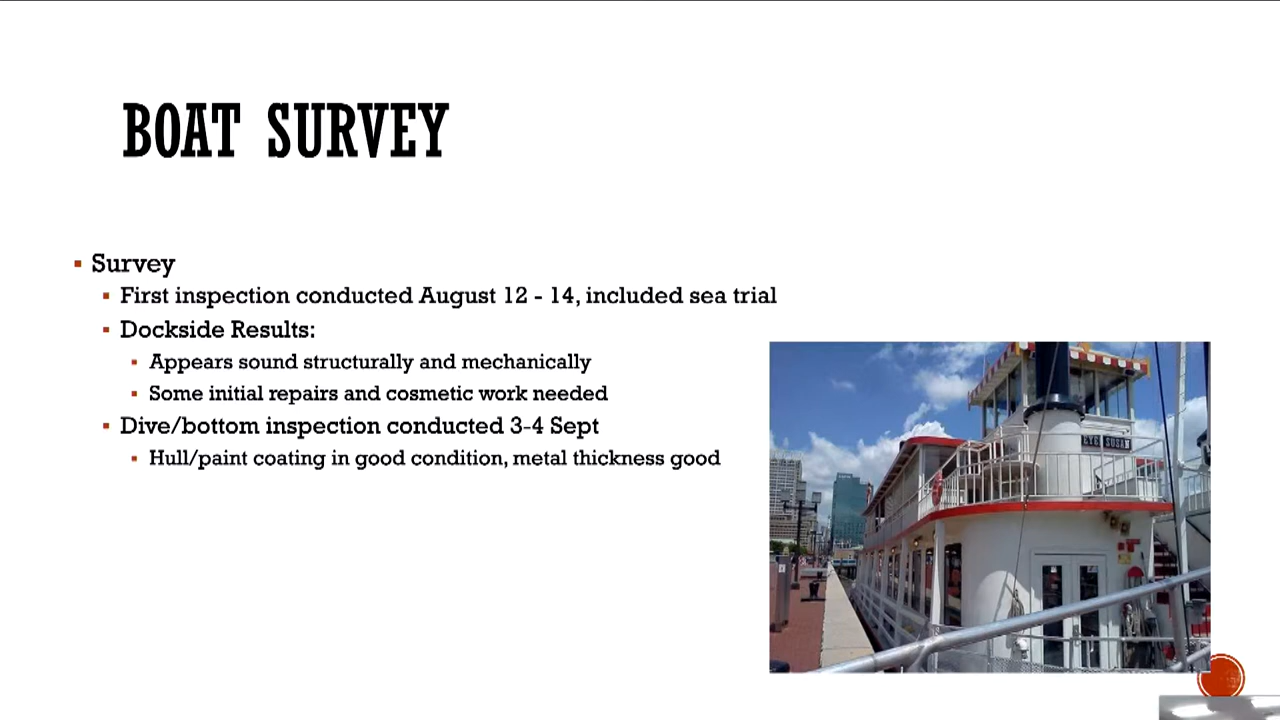 BOAT SURVEY
Survey
First inspection conducted August 12 - 14, included sea trial
Dockside Results:
Appears sound structurally and mechanically
Some initial repairs and cosmetic work needed
Dive/bottom inspection conducted 3-4 Sept
Hull/paint coating in good condition, metal thickness good
EYE SUSAN